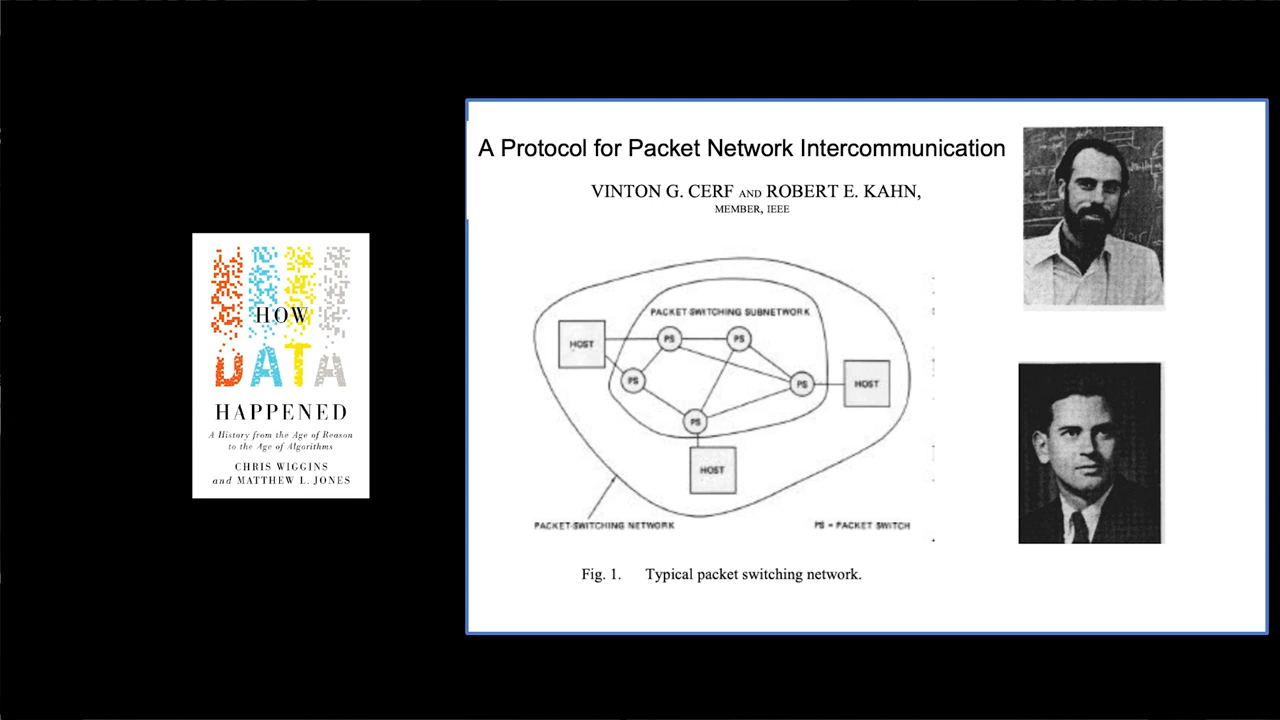 HOW
DATA
HAPPENED
A History from the Age of Reason
to the Age of Algorithms
CHRIS WIGGINS
and MATTHEW L. JONES
A Protocol for Packet Network Intercommunication
VINTON G. CERF AND ROBERT E. KAHN,
MEMBER, IEEE
PACKET-SWITCHING SUBNETWORK
HOST
PS
PS
PS
PS
HOST
PS
HOST
PACKET-SWITCHING NETWORK
PS = PACKET SWITCH
Fig. 1. Typical packet switching network.